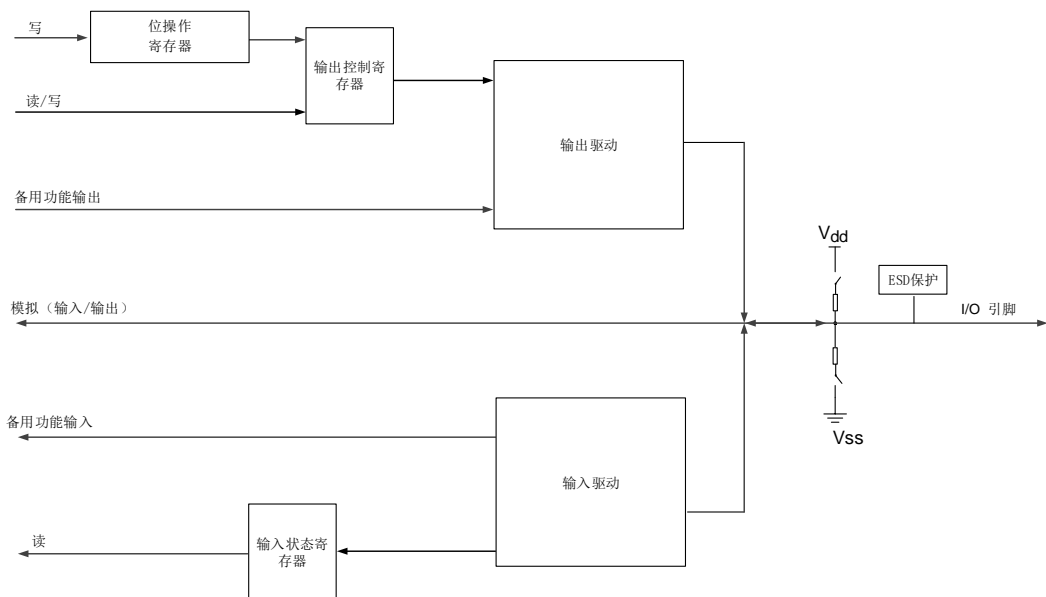 写
位操作
寄存器
输出控制寄
存器
读/写
输出驱动
备用功能输出
Vdd
ESD保护
模拟（输入/输出）
I/O 引脚
备用功能输入
Vss
输入驱动
读
输入状态寄
存器